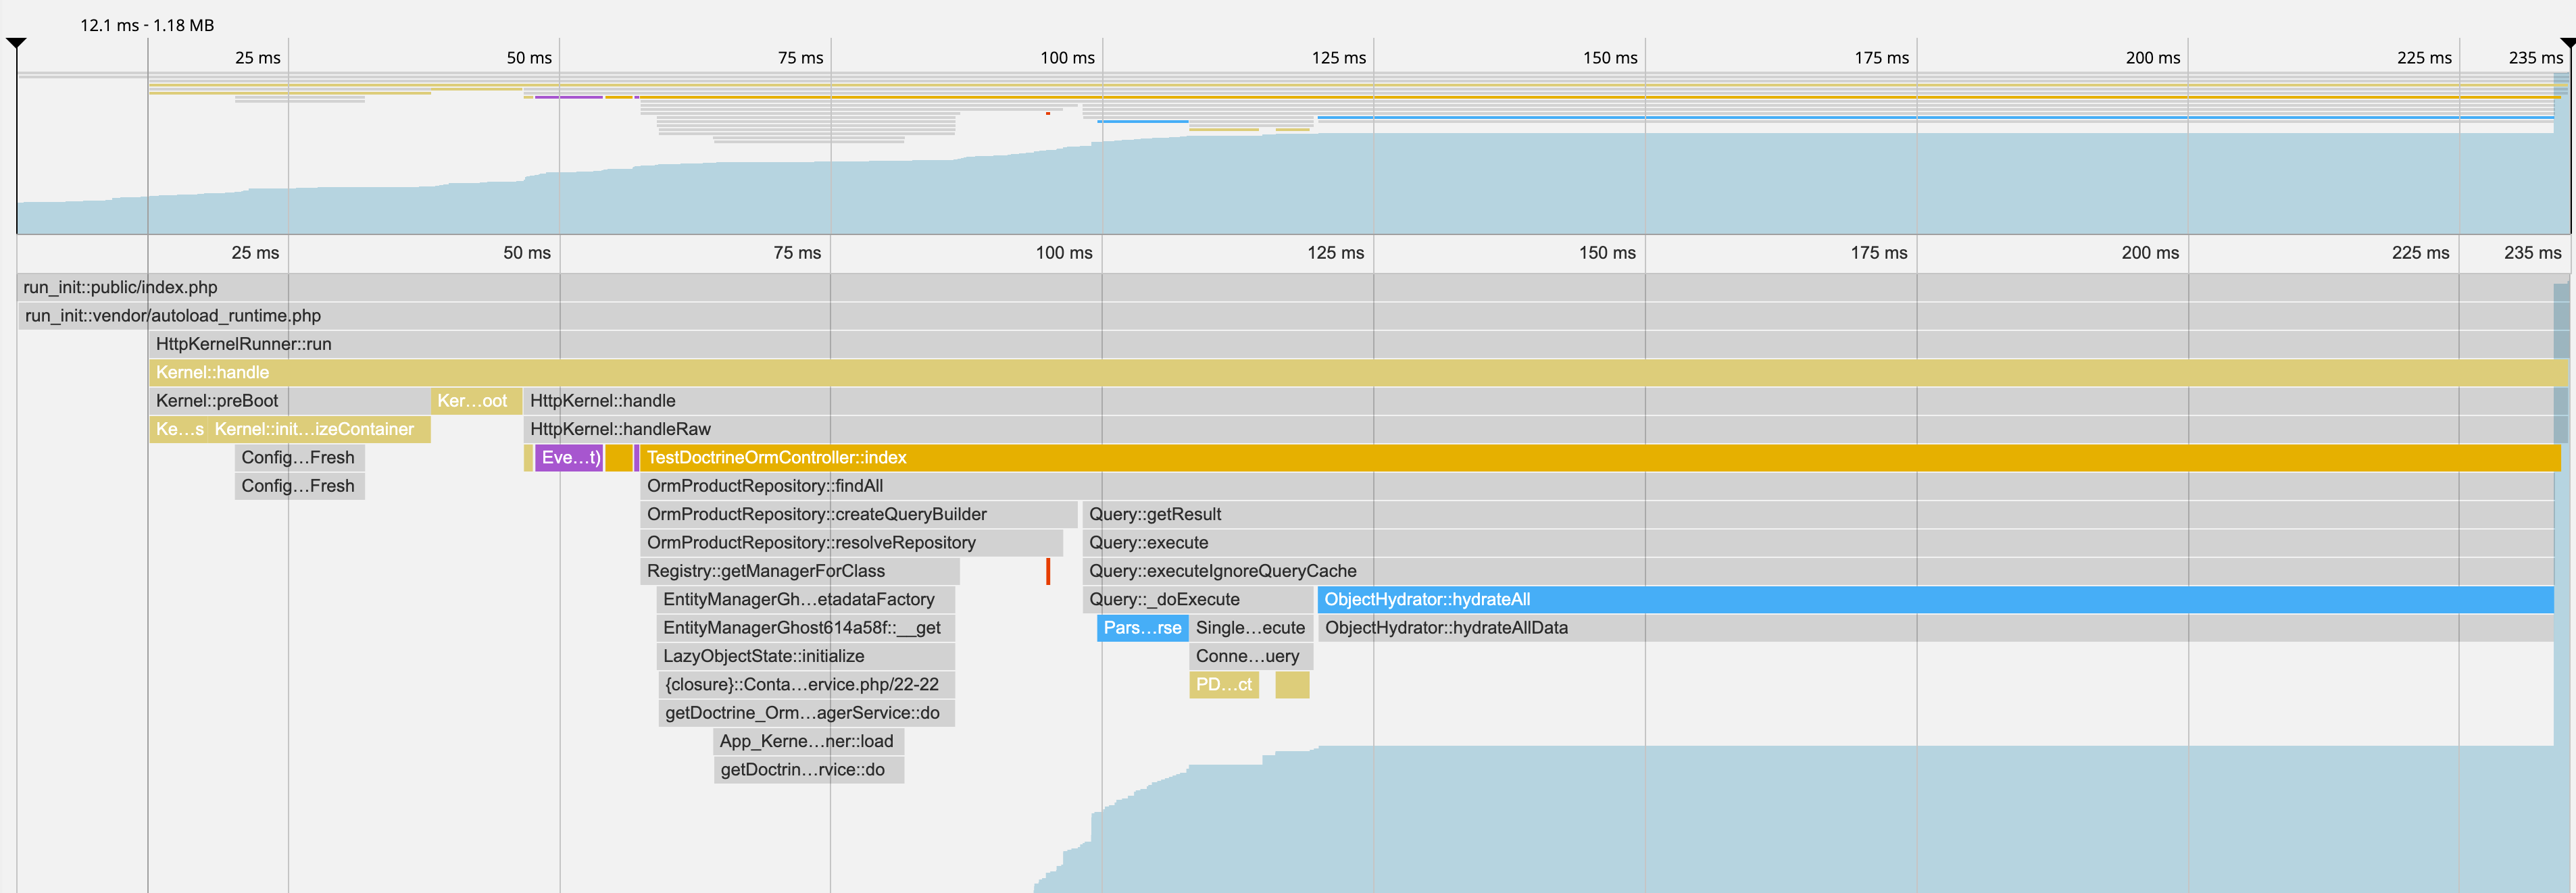 12.1 ms - 1.18 MB
25 ms 50 ms 75 ms 100 ms 125 ms 150 ms 175 ms 200 ms 225 ms 235 ms
25 ms 50 ms 75 ms 100 ms 125 ms 150 ms 175 ms 200 ms 225 ms 235 ms
run_init::public/index.php
run_init::vendor/autoload_runtime.php
HttpKernelRunner::run
Kernel::handle
Kernel::preBoot Ker…oot HttpKernel::handle
Ke…s Kernel::init…izeContainer HttpKernel::handleRaw
Config…Fresh Eve…t) TestDoctrineOrmController::index
Config…Fresh OrmProductRepository::findAll
OrmProductRepository::createQueryBuilder Query::getResult
OrmProductRepository::resolveRepository Query::execute
Registry::getManagerForClass Query::executeIgnoreQueryCache
EntityManagerGh…etadataFactory Query::_doExecute ObjectHydrator::hydrateAll
EntityManagerGhost614a58f::__get Pars…rse Single…ecute ObjectHydrator::hydrateAllData
LazyObjectState::initialize Conne…uery
{closure}::Conta…ervice.php/22-22 PD…ct
getDoctrine_Orm…agerService::do
App_Kerne…ner::load
getDoctrin…rvice::do